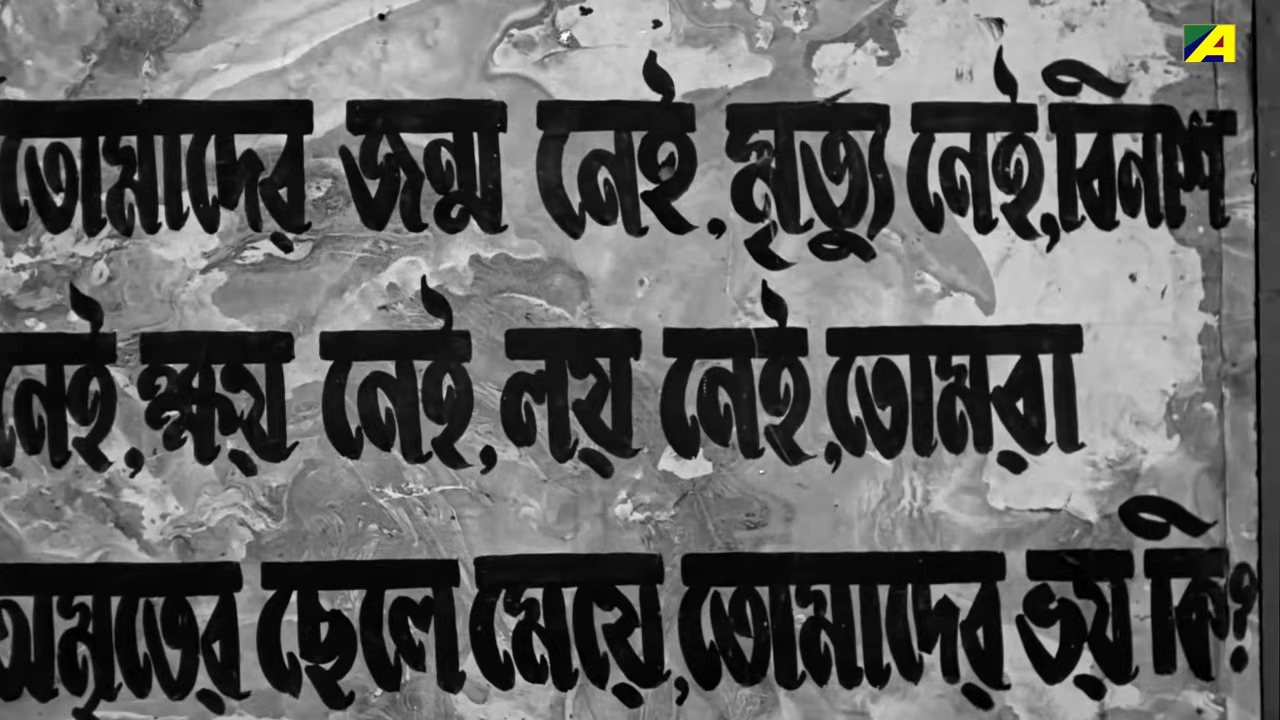 তোমাদের জন্ম নেই, মৃত্যু নেই, বিনাশ
নেই, ক্ষয় নেই, লয় নেই, তোমরা
অমৃতের ছেলে মেয়ে, তোমাদের ভয় কি?